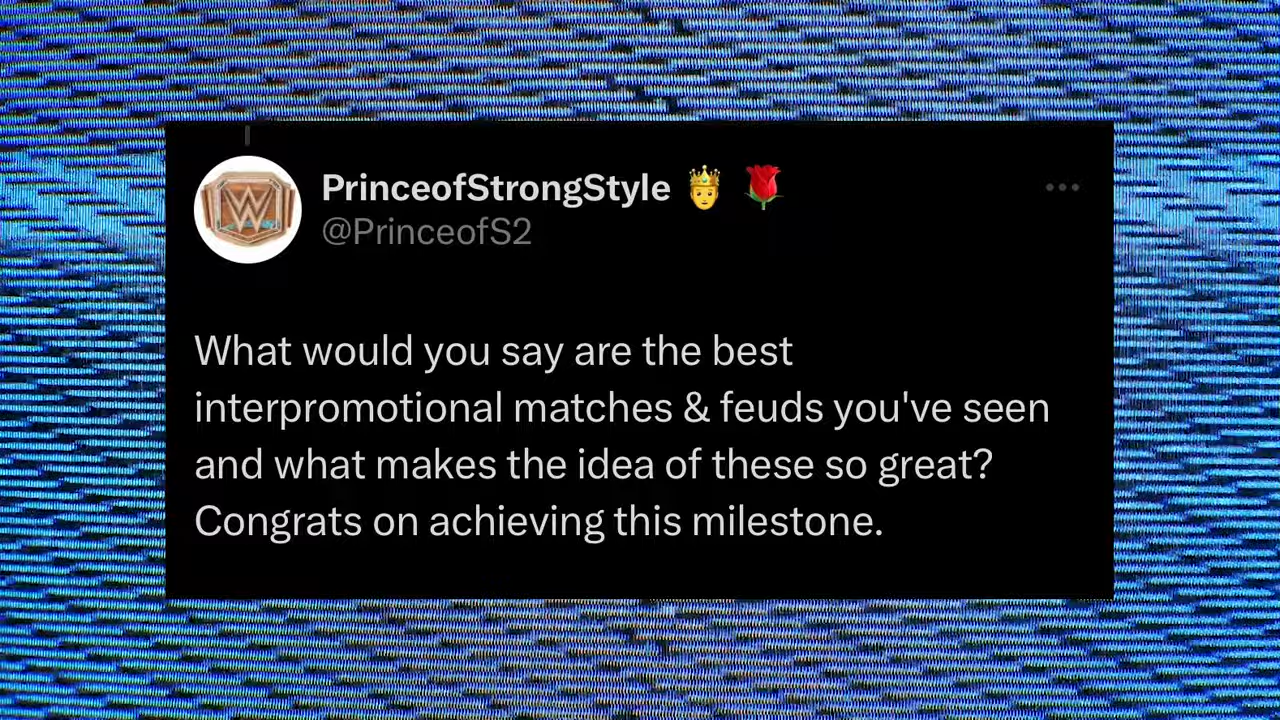 PrinceofStrongStyle 🤴 🌹
@PrinceofS2
What would you say are the best
interpromotional matches & feuds you've seen
and what makes the idea of these so great?
Congrats on achieving this milestone.